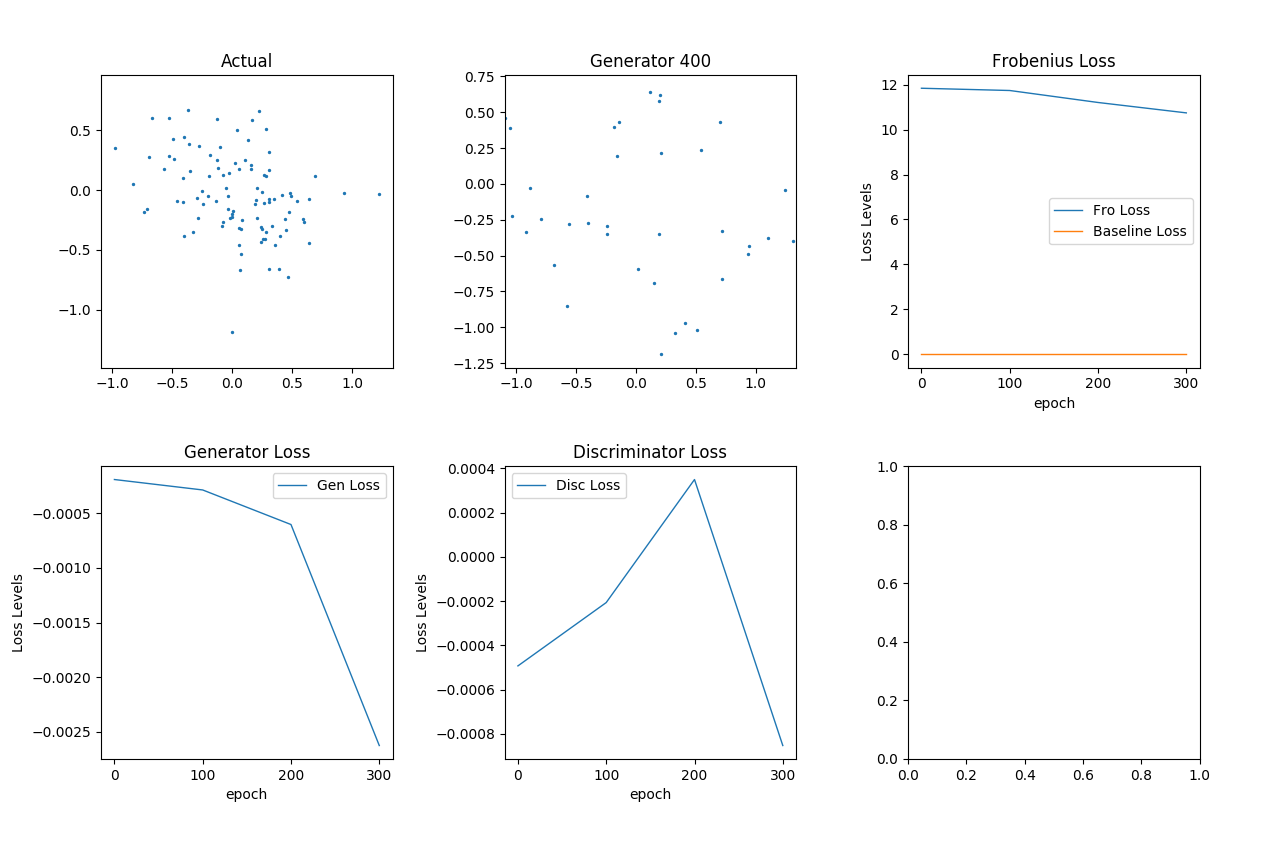 Actual
0.5
0.0
−0.5
−1.0
−1.0 −0.5 0.0 0.5 1.0
Generator 400
0.75
0.50
0.25
0.00
−0.25
−0.50
−0.75
−1.00
−1.25
−1.0 −0.5 0.0 0.5 1.0
Frobenius Loss
12
10
8
6
4
2
0
Loss Levels
Fro Loss
Baseline Loss
0 100 200 300
epoch
Generator Loss
Gen Loss
−0.0005
−0.0010
−0.0015
−0.0020
−0.0025
Loss Levels
0 100 200 300
epoch
Discriminator Loss
Disc Loss
0.0004
0.0002
0.0000
−0.0002
−0.0004
−0.0006
−0.0008
Loss Levels
0 100 200 300
epoch
1.0
0.8
0.6
0.4
0.2
0.0
0.0 0.2 0.4 0.6 0.8 1.0